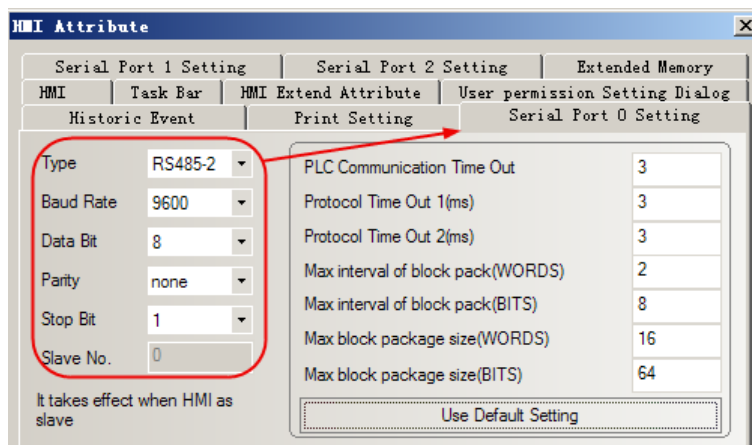 HMI Attribute
Serial Port 1 Setting
Serial Port 2 Setting
Extended Memory
HMI
Task Bar
HMI Extend Attribute
User permission Setting Dialog
Historic Event
Print Setting
Serial Port 0 Setting
Type RS485-2
Baud Rate 9600
Data Bit 8
Parity none
Stop Bit 1
Slave No. 0
It takes effect when HMI as
slave
PLC Communication Time Out 3
Protocol Time Out 1(ms) 3
Protocol Time Out 2(ms) 3
Max interval of block pack(WORDS) 2
Max interval of block pack(BITS) 8
Max block package size(WORDS) 16
Max block package size(BITS) 64
Use Default Setting